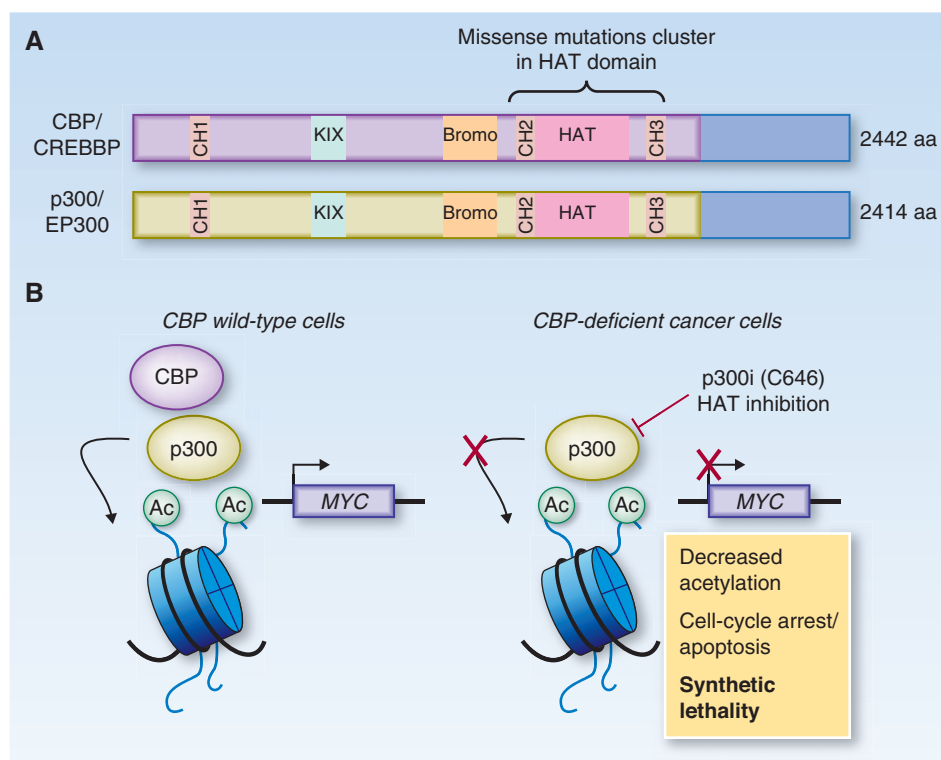 A
Missense mutations cluster
in HAT domain
CBP/
CREBBP
CH1
KIX
Bromo
CH2
HAT
CH3
2442 aa
p300/
EP300
CH1
KIX
Bromo
CH2
HAT
CH3
2414 aa
B
CBP wild-type cells
CBP
p300
Ac
Ac
MYC
CBP-deficient cancer cells
p300i (C646)
HAT inhibition
p300
Ac
Ac
MYC
Decreased
acetylation
Cell-cycle arrest/
apoptosis
Synthetic
lethality